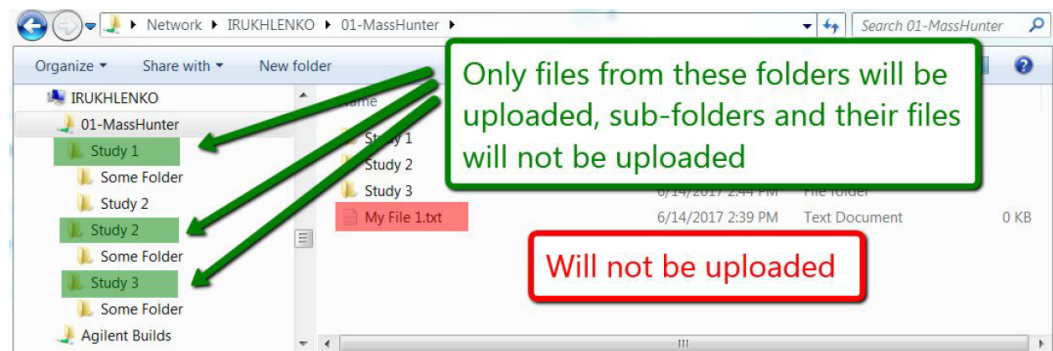 Network IRUKHLENKO 01-MassHunter
Search 01-MassHunter
Organize Share with New folder
Only files from these folders will be
uploaded, sub-folders and their files
will not be uploaded
IRUKHLENKO
Name
01-MassHunter
Study 1
Study 1
Some Folder
Study 2
Study 2
Study 3
6/14/2017 2:44 PM File folder
Study 2
My File 1.txt 6/14/2017 2:39 PM Text Document 0 KB
Some Folder
Will not be uploaded
Study 3
Some Folder
Agilent Builds